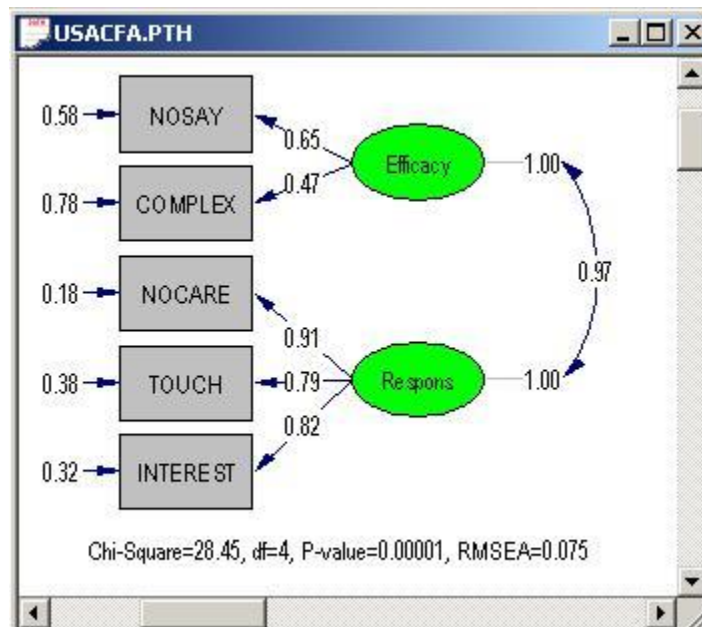 USACFA.PTH
0.58 NOSAY 0.65 Efficacy 1.00
0.78 COMPLEX 0.47
0.97
0.18 NOCARE 0.91
0.38 TOUCH 0.79 Respons 1.00
0.82
0.32 INTEREST
Chi-Square=28.45, df=4, P-value=0.00001, RMSEA=0.075